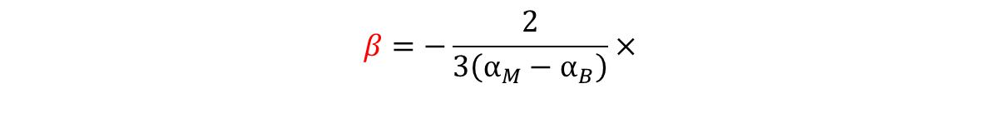 β = − 2 / 3(α_M − α_B) ×